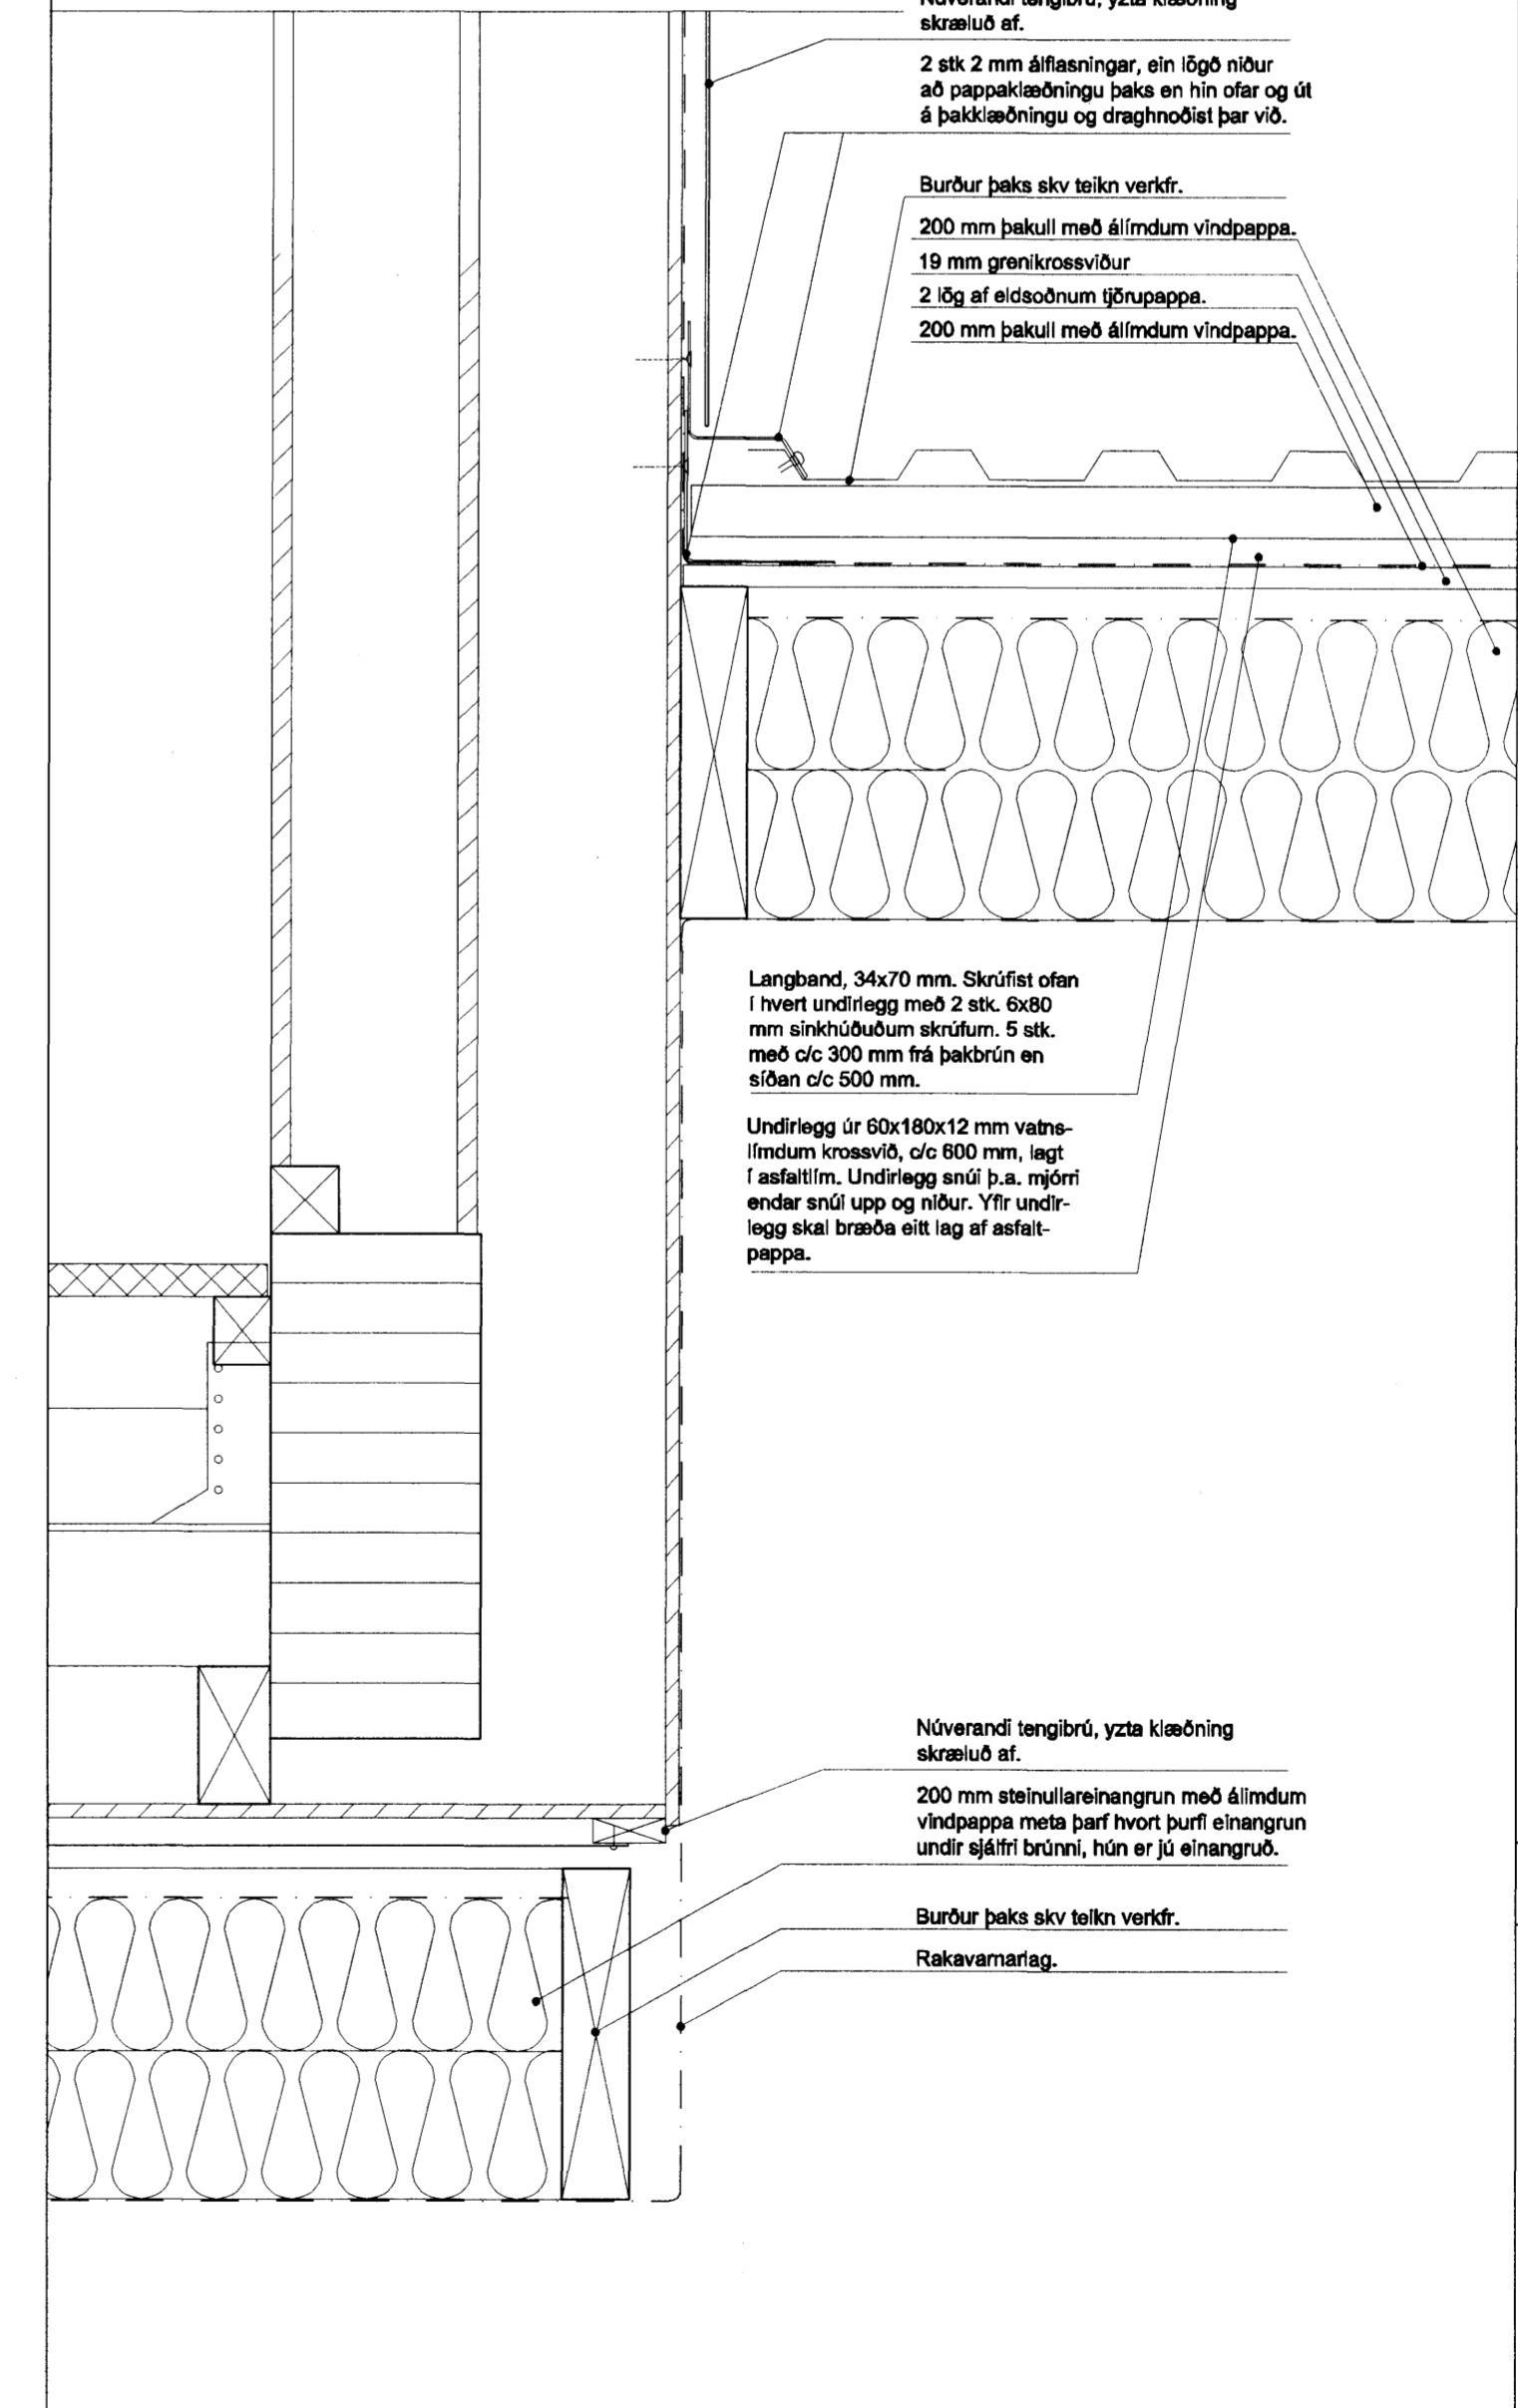 Núverandi tengibrú, yzta klæðning
skræluð af.
2 stk 2 mm álflasningar, ein lögð niður
að pappaklæðningu þaks en hin ofar og út
á þakklæðningu og draghnoðist þar við.
Burður þaks skv teikn verkfr.
200 mm þakull með álímdum vindpappa.
19 mm grenikrossviður
2 lög af eldsoðnum tjörupappa.
200 mm þakull með álímdum vindpappa.
Langband, 34x70 mm. Skrúfist ofan
í hvert undirlegg með 2 stk. 6x80
mm sinkhúðuðum skrúfum. 5 stk.
með c/c 300 mm frá þakbrún en
síðan c/c 500 mm.
Undirlegg úr 60x180x12 mm vatns-
límdum krossvið, c/c 600 mm, lagt
í asfaltlím. Undirlegg snúi þ.a. mjórri
endar snúi upp og niður. Yfir undir-
legg skal bræða eitt lag af asfalt-
pappa.
Núverandi tengibrú, yzta klæðning
skræluð af.
200 mm steinullareinangrun með álimdum
vindpappa meta þarf hvort þurfi einangrun
undir sjálfri brúnni, hún er jú einangruð.
Burður þaks skv teikn verkfr.
Rakavarnarlag.